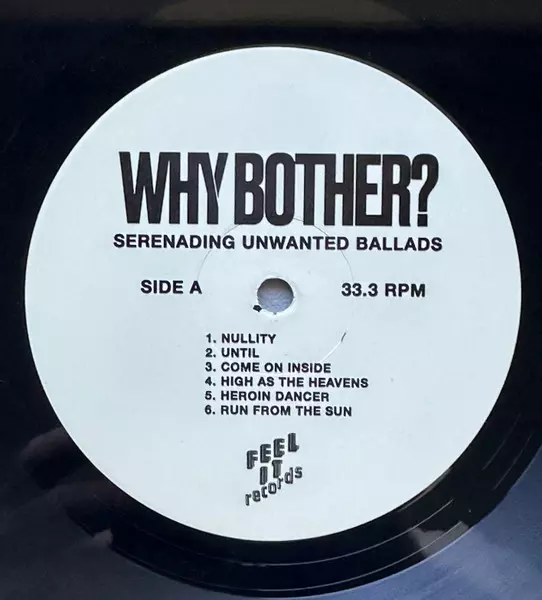 WHY BOTHER?
SERENADING UNWANTED BALLADS
SIDE A 33.3 RPM
1. NULLITY
2. UNTIL
3. COME ON INSIDE
4. HIGH AS THE HEAVENS
5. HEROIN DANCER
6. RUN FROM THE SUN
FEEL
IT
records